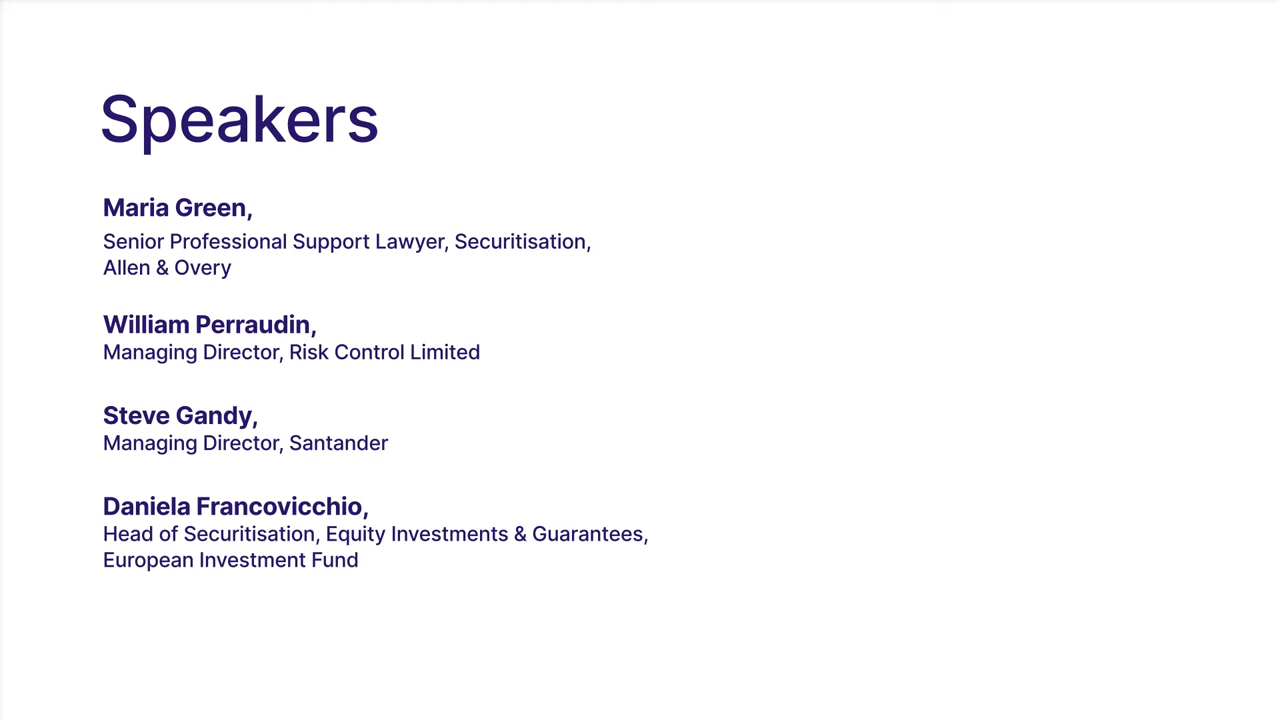 Speakers
Maria Green,
Senior Professional Support Lawyer, Securitisation,
Allen & Overy
William Perraudin,
Managing Director, Risk Control Limited
Steve Gandy,
Managing Director, Santander
Daniela Francovicchio,
Head of Securitisation, Equity Investments & Guarantees,
European Investment Fund